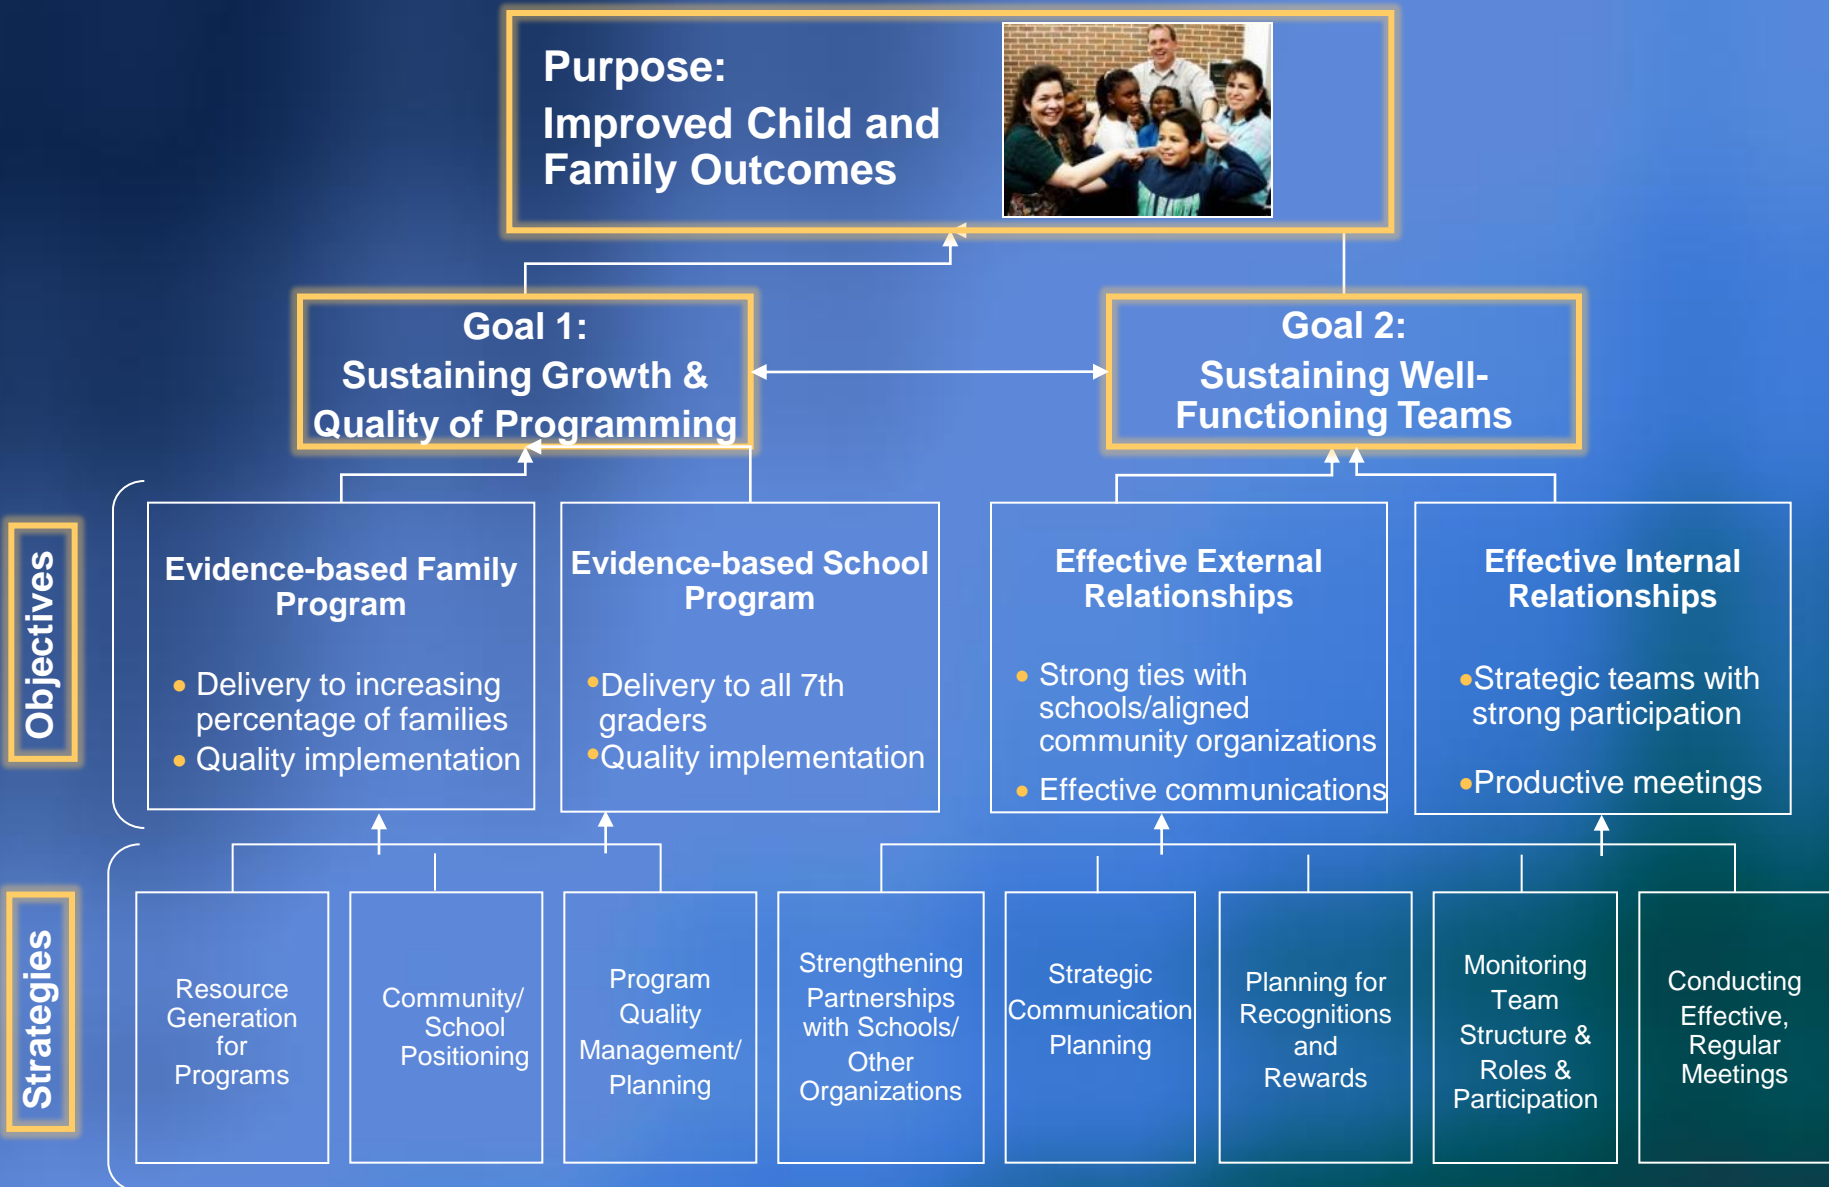 Purpose:
Improved Child and
Family Outcomes
Goal 1:
Sustaining Growth &
Quality of Programming
Goal 2:
Sustaining Well-
Functioning Teams
Objectives
Evidence-based Family
Program
• Delivery to increasing
percentage of families
• Quality implementation
Evidence-based School
Program
•Delivery to all 7th
graders
•Quality implementation
Effective External
Relationships
• Strong ties with
schools/aligned
community organizations
• Effective communications
Effective Internal
Relationships
•Strategic teams with
strong participation
•Productive meetings
Strategies
Resource
Generation
for
Programs
Community/
School
Positioning
Program
Quality
Management/
Planning
Strengthening
Partnerships
with Schools/
Other
Organizations
Strategic
Communication
Planning
Planning for
Recognitions
and
Rewards
Monitoring
Team
Structure &
Roles &
Participation
Conducting
Effective,
Regular
Meetings